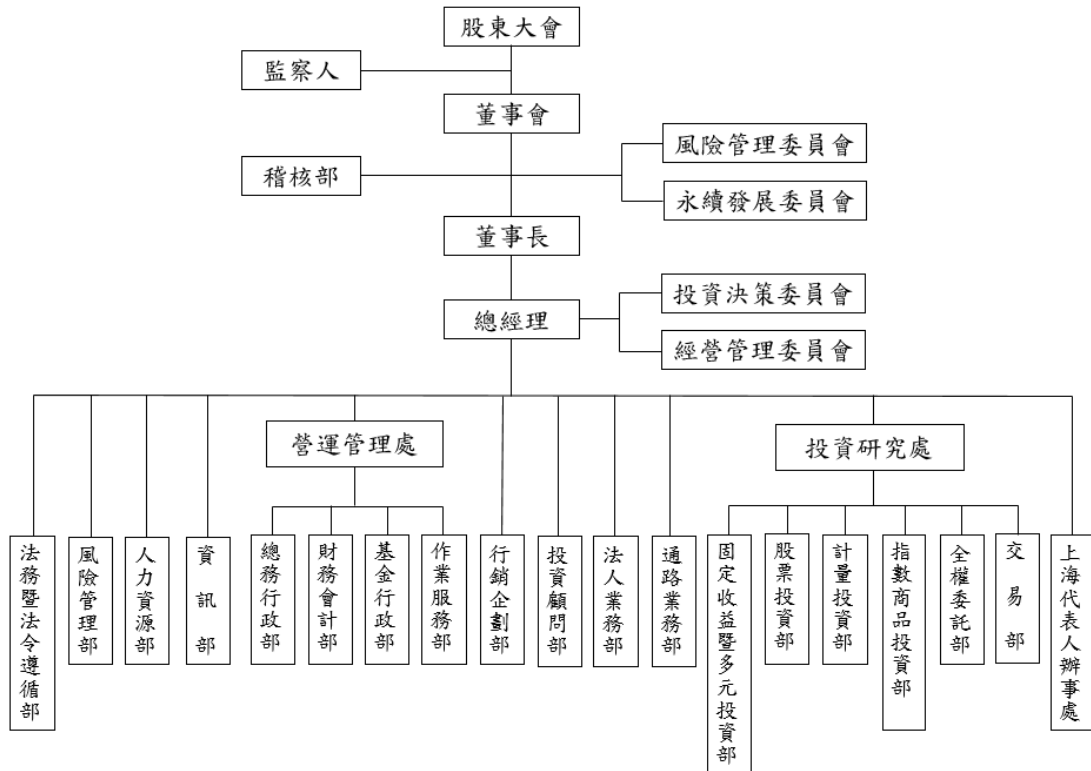 股東大會
監察人
董事會
風險管理委員會
稽核部
永續發展委員會
董事長
投資決策委員會
總經理
經營管理委員會
營運管理處
投資研究處
法務暨法令遵循部
風險管理部
人力資源部
資訊部
總務行政部
財務會計部
基金行政部
作業服務部
行銷企劃部
投資顧問部
法人業務部
通路業務部
固定收益暨多元投資部
股票投資部
計量投資部
指數商品投資部
全權委託部
交易部
上海代表人辦事處